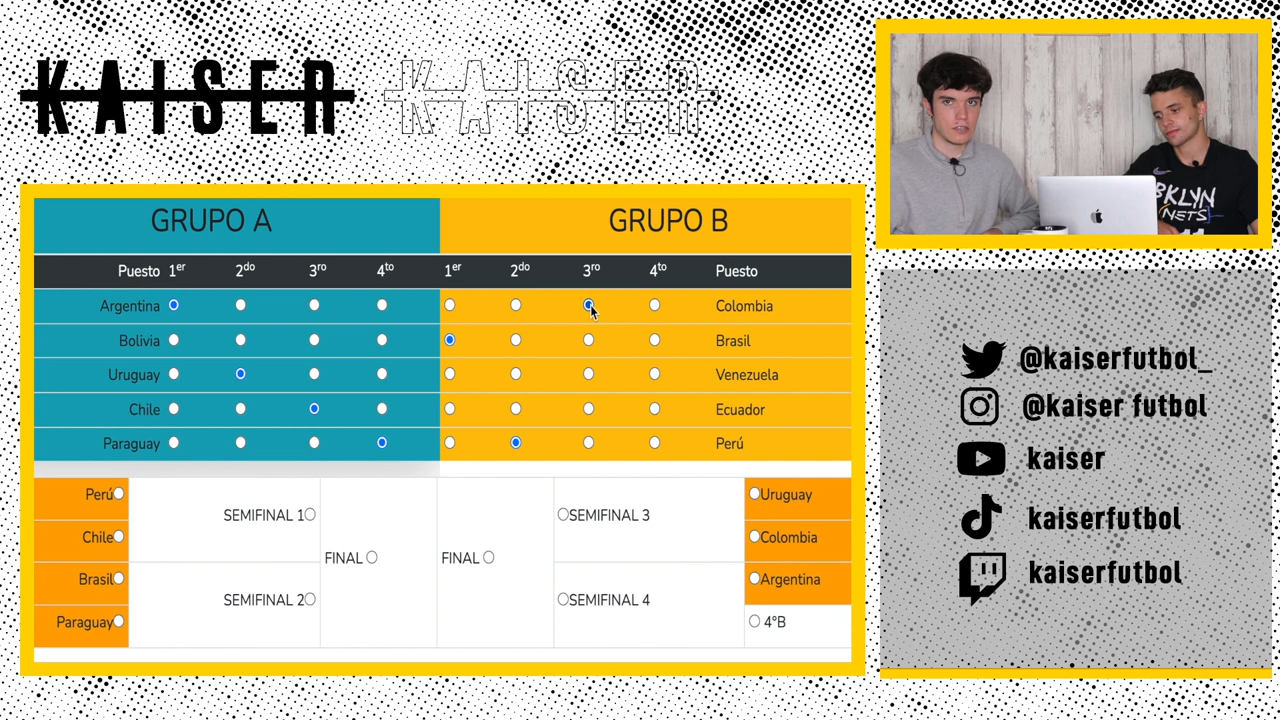 KAISER KAISER
GRUPO A GRUPO B
Puesto 1er 2do 3ro 4to 1er 2do 3ro 4to Puesto
Argentina Colombia
Bolivia Brasil
Uruguay Venezuela
Chile Ecuador
Paraguay Perú
Perú Uruguay
SEMIFINAL 1 SEMIFINAL 3
Chile Colombia
FINAL FINAL
Brasil Argentina
SEMIFINAL 2 SEMIFINAL 4
Paraguay 4°B
BKLYN
NETS
@kaiserfutbol_
@kaiser futbol
kaiser
kaiserfutbol
kaiserfutbol